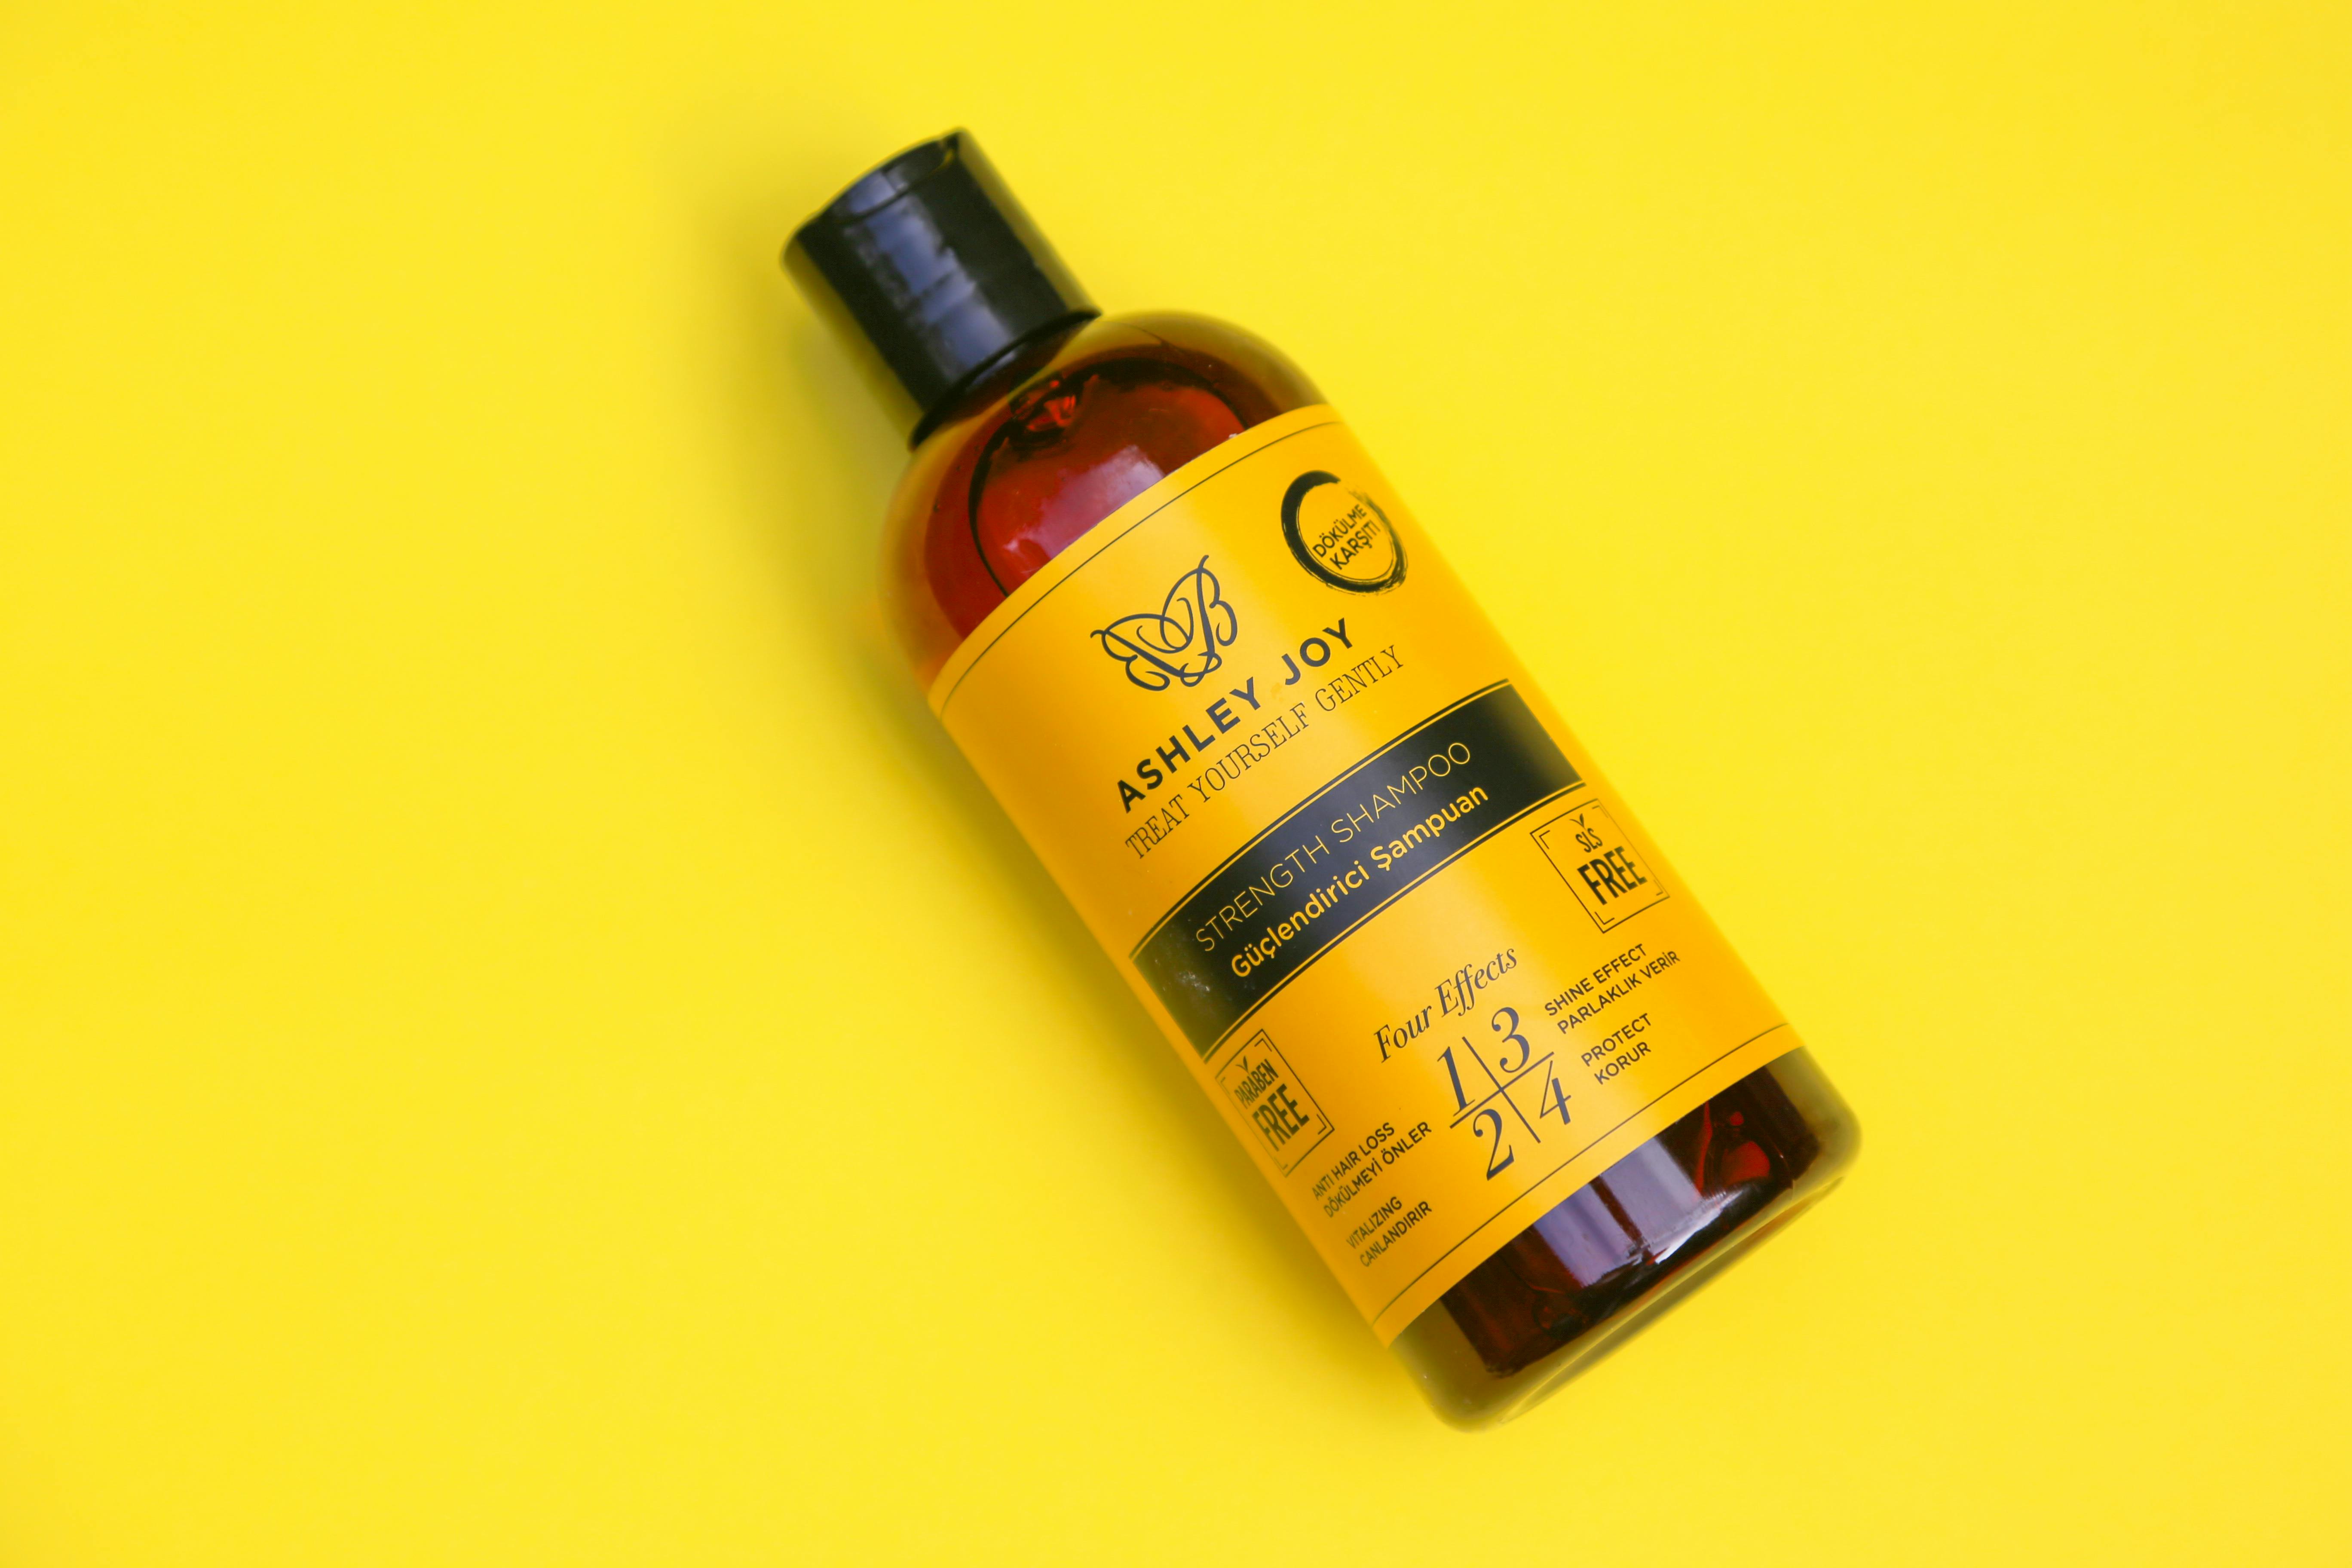 DÖKÜLME
KARŞITI
ASHLEY JOY
TREAT YOURSELF GENTLY
STRENGTH SHAMPOO
Güçlendirici Şampuan
SLS
FREE
PARABEN
FREE
Four Effects
1 3
2 4
ANTI HAIR LOSS
DÖKÜLMEYİ ÖNLER
VITALIZING
CANLANDIRIR
SHINE EFFECT
PARLAKLIK VERİR
PROTECT
KORUR